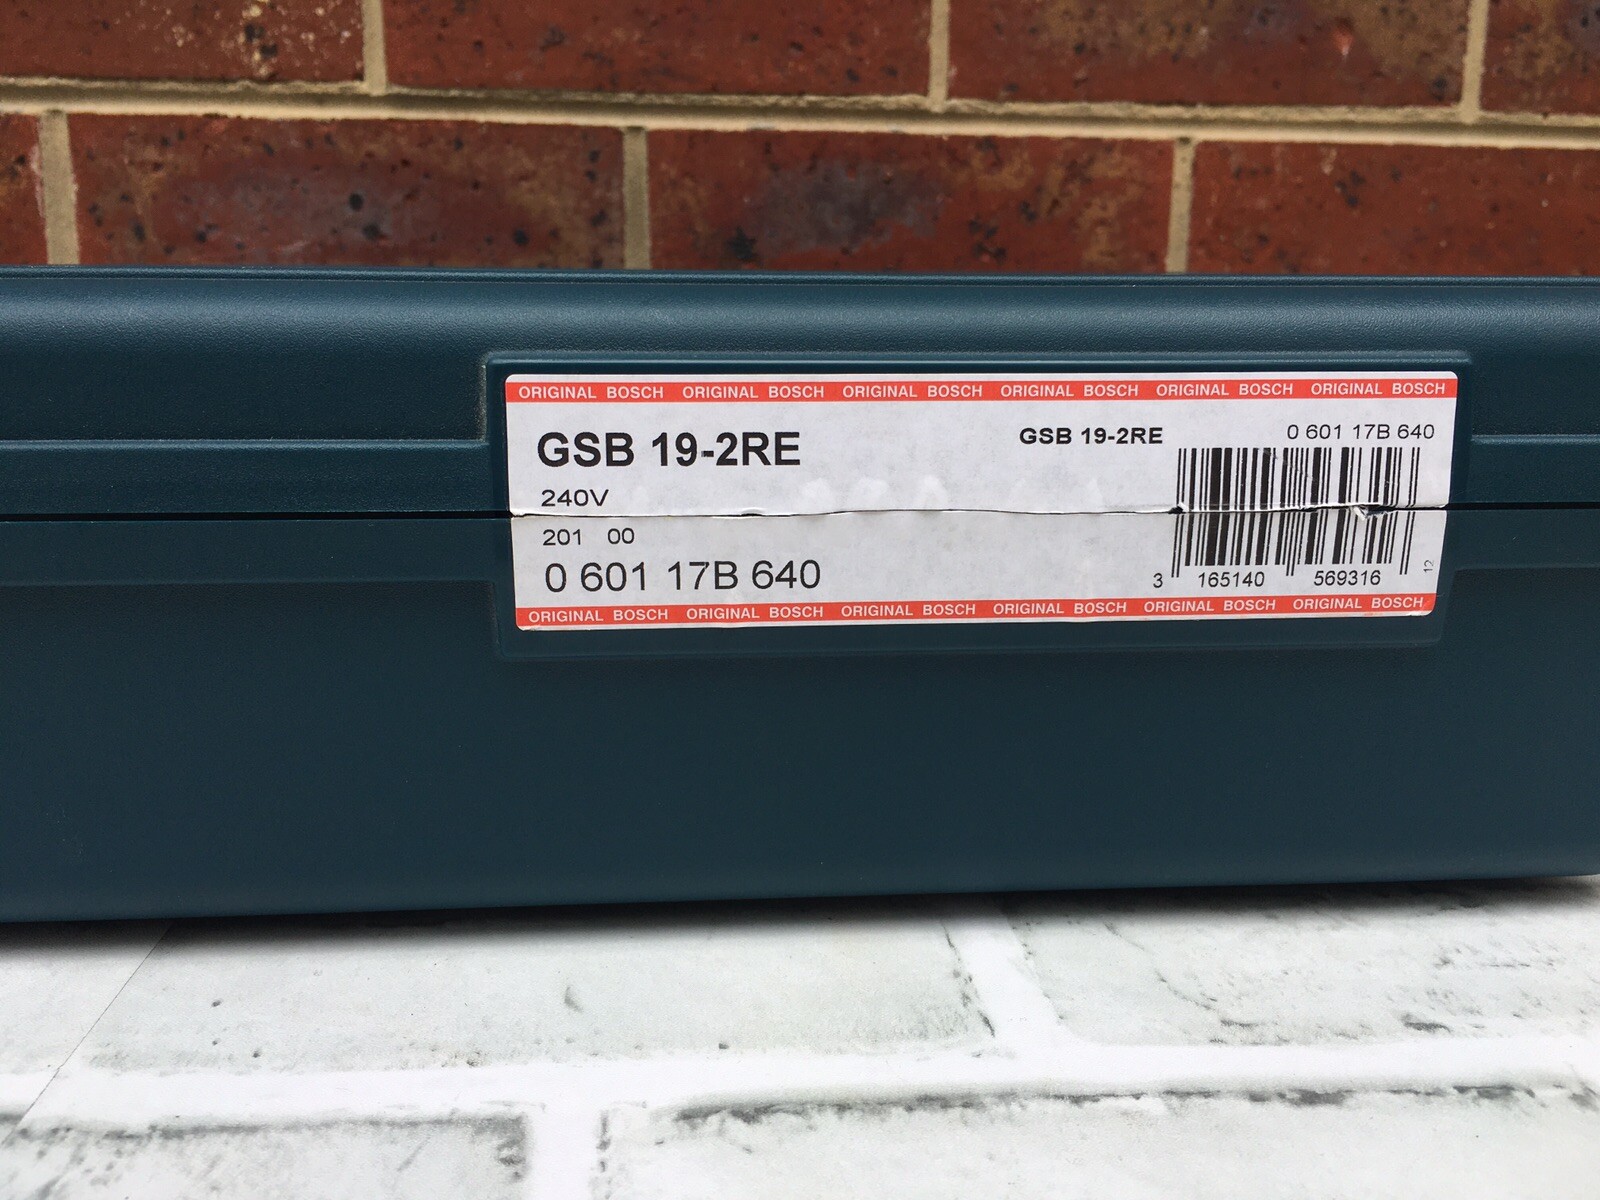 ORIGINAL BOSCH ORIGINAL BOSCH ORIGINAL BOSCH ORIGINAL BOSCH ORIGINAL BOSCH ORIGINAL BOSCH
GSB 19-2RE
240V
201 00
0 601 17B 640
GSB 19-2RE
0 601 17B 640
3 165140 569316
12
ORIGINAL BOSCH ORIGINAL BOSCH ORIGINAL BOSCH ORIGINAL BOSCH ORIGINAL BOSCH ORIGINAL BOSCH